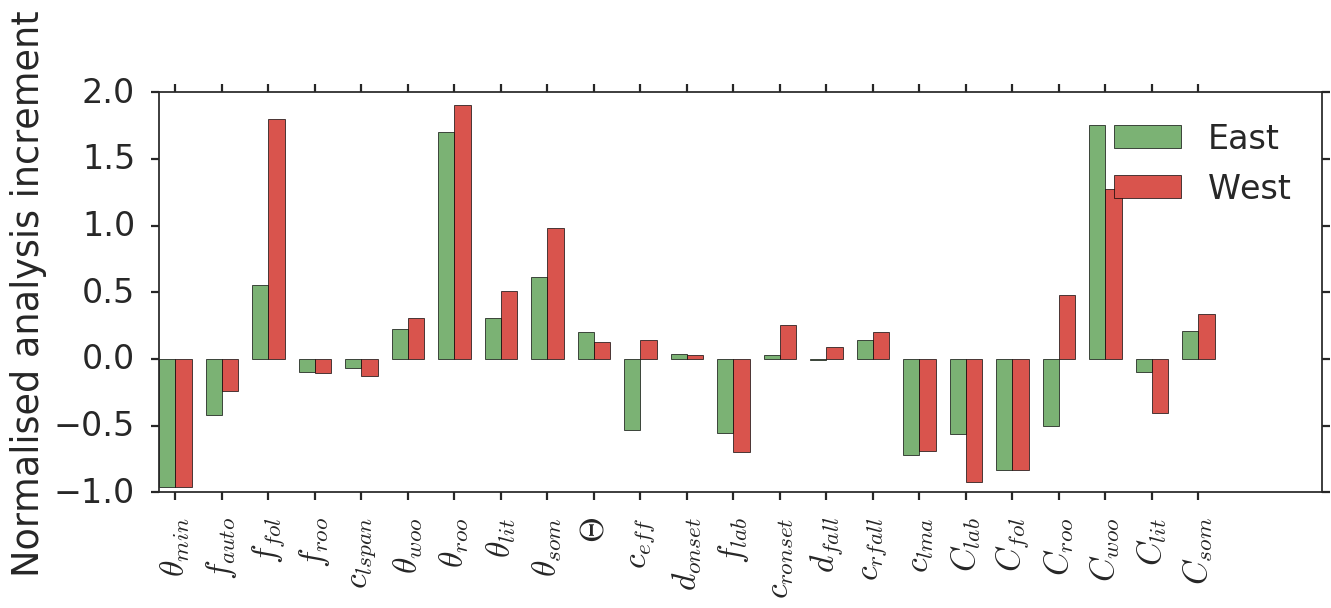 Normalised analysis increment
2.0
1.5
1.0
0.5
0.0
−0.5
−1.0
East
West
θ_min
f_auto
f_fol
f_roo
c_lspan
θ_woo
θ_roo
θ_lit
θ_som
Θ
c_eff
d_onset
f_lab
c_ronset
d_fall
c_rfall
c_lma
C_lab
C_fol
C_roo
C_woo
C_lit
C_som